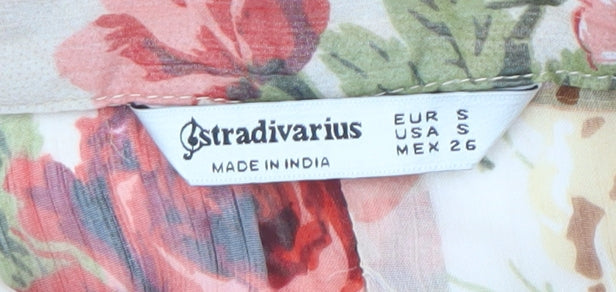 stradivarius
MADE IN INDIA
EUR S
USA S
MEX 26